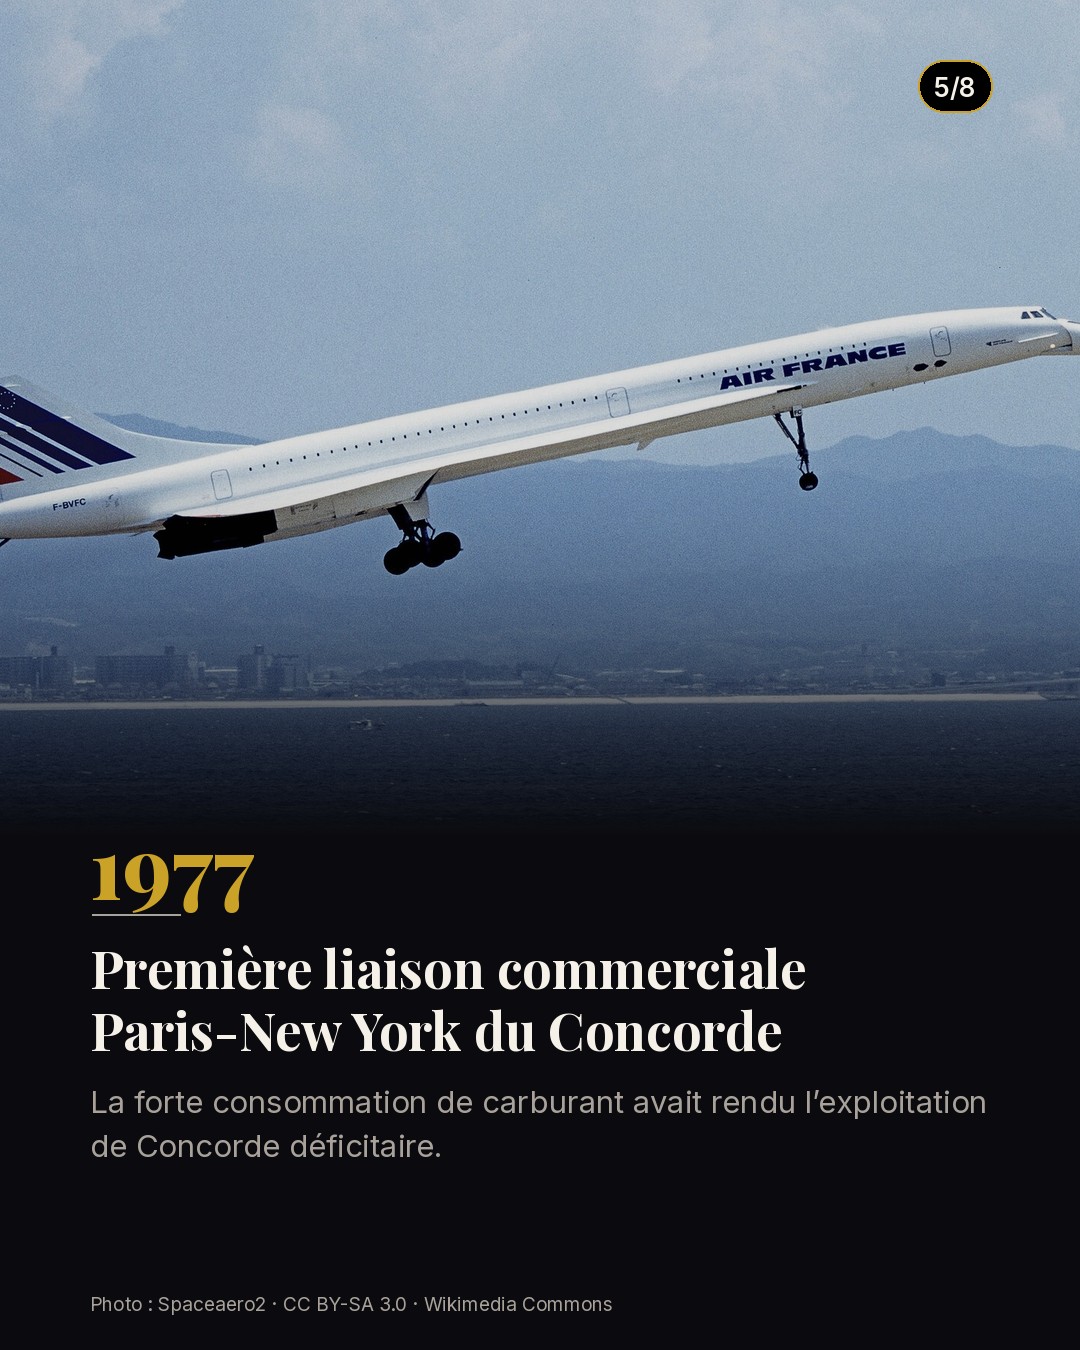 5/8
AIR FRANCE
F-BVFC
1977
Première liaison commerciale
Paris-New York du Concorde
La forte consommation de carburant avait rendu l’exploitation
de Concorde déficitaire.
Photo : Spaceaero2 · CC BY-SA 3.0 · Wikimedia Commons